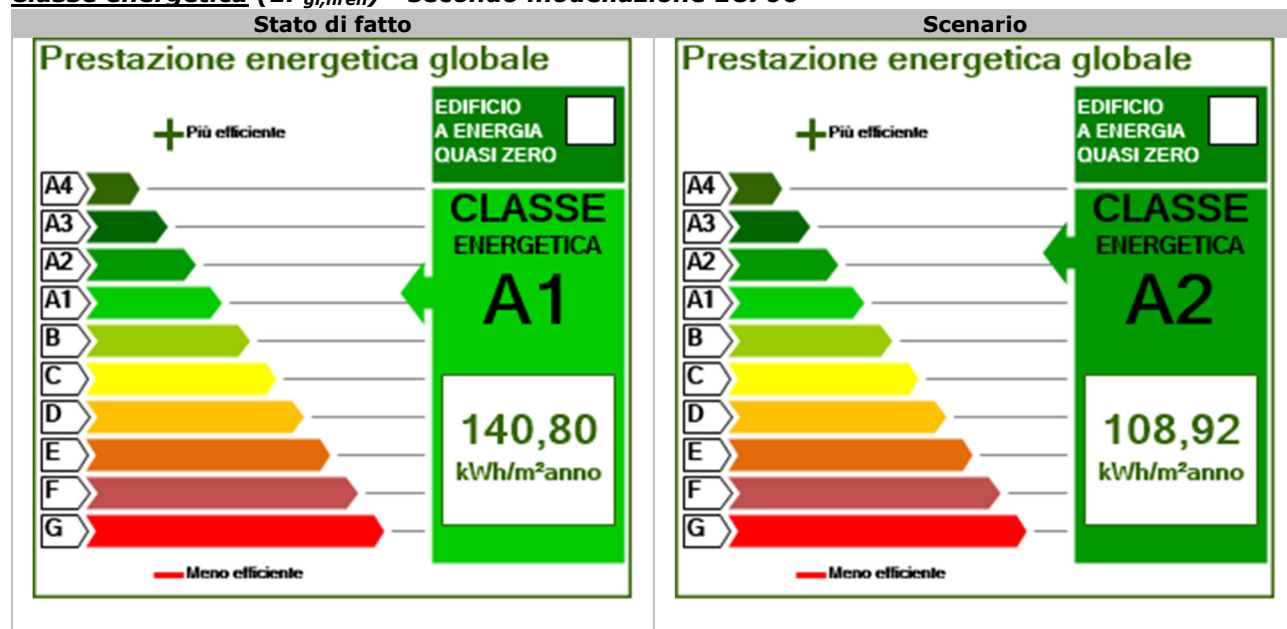 Stato di fatto
Scenario
Prestazione energetica globale
EDIFICIO
A ENERGIA
QUASI ZERO
Più efficiente
A4
A3
A2
A1
B
C
D
E
F
G
CLASSE
ENERGETICA
A1
140,80
kWh/m²anno
Meno efficiente
Prestazione energetica globale
EDIFICIO
A ENERGIA
QUASI ZERO
Più efficiente
A4
A3
A2
A1
B
C
D
E
F
G
CLASSE
ENERGETICA
A2
108,92
kWh/m²anno
Meno efficiente